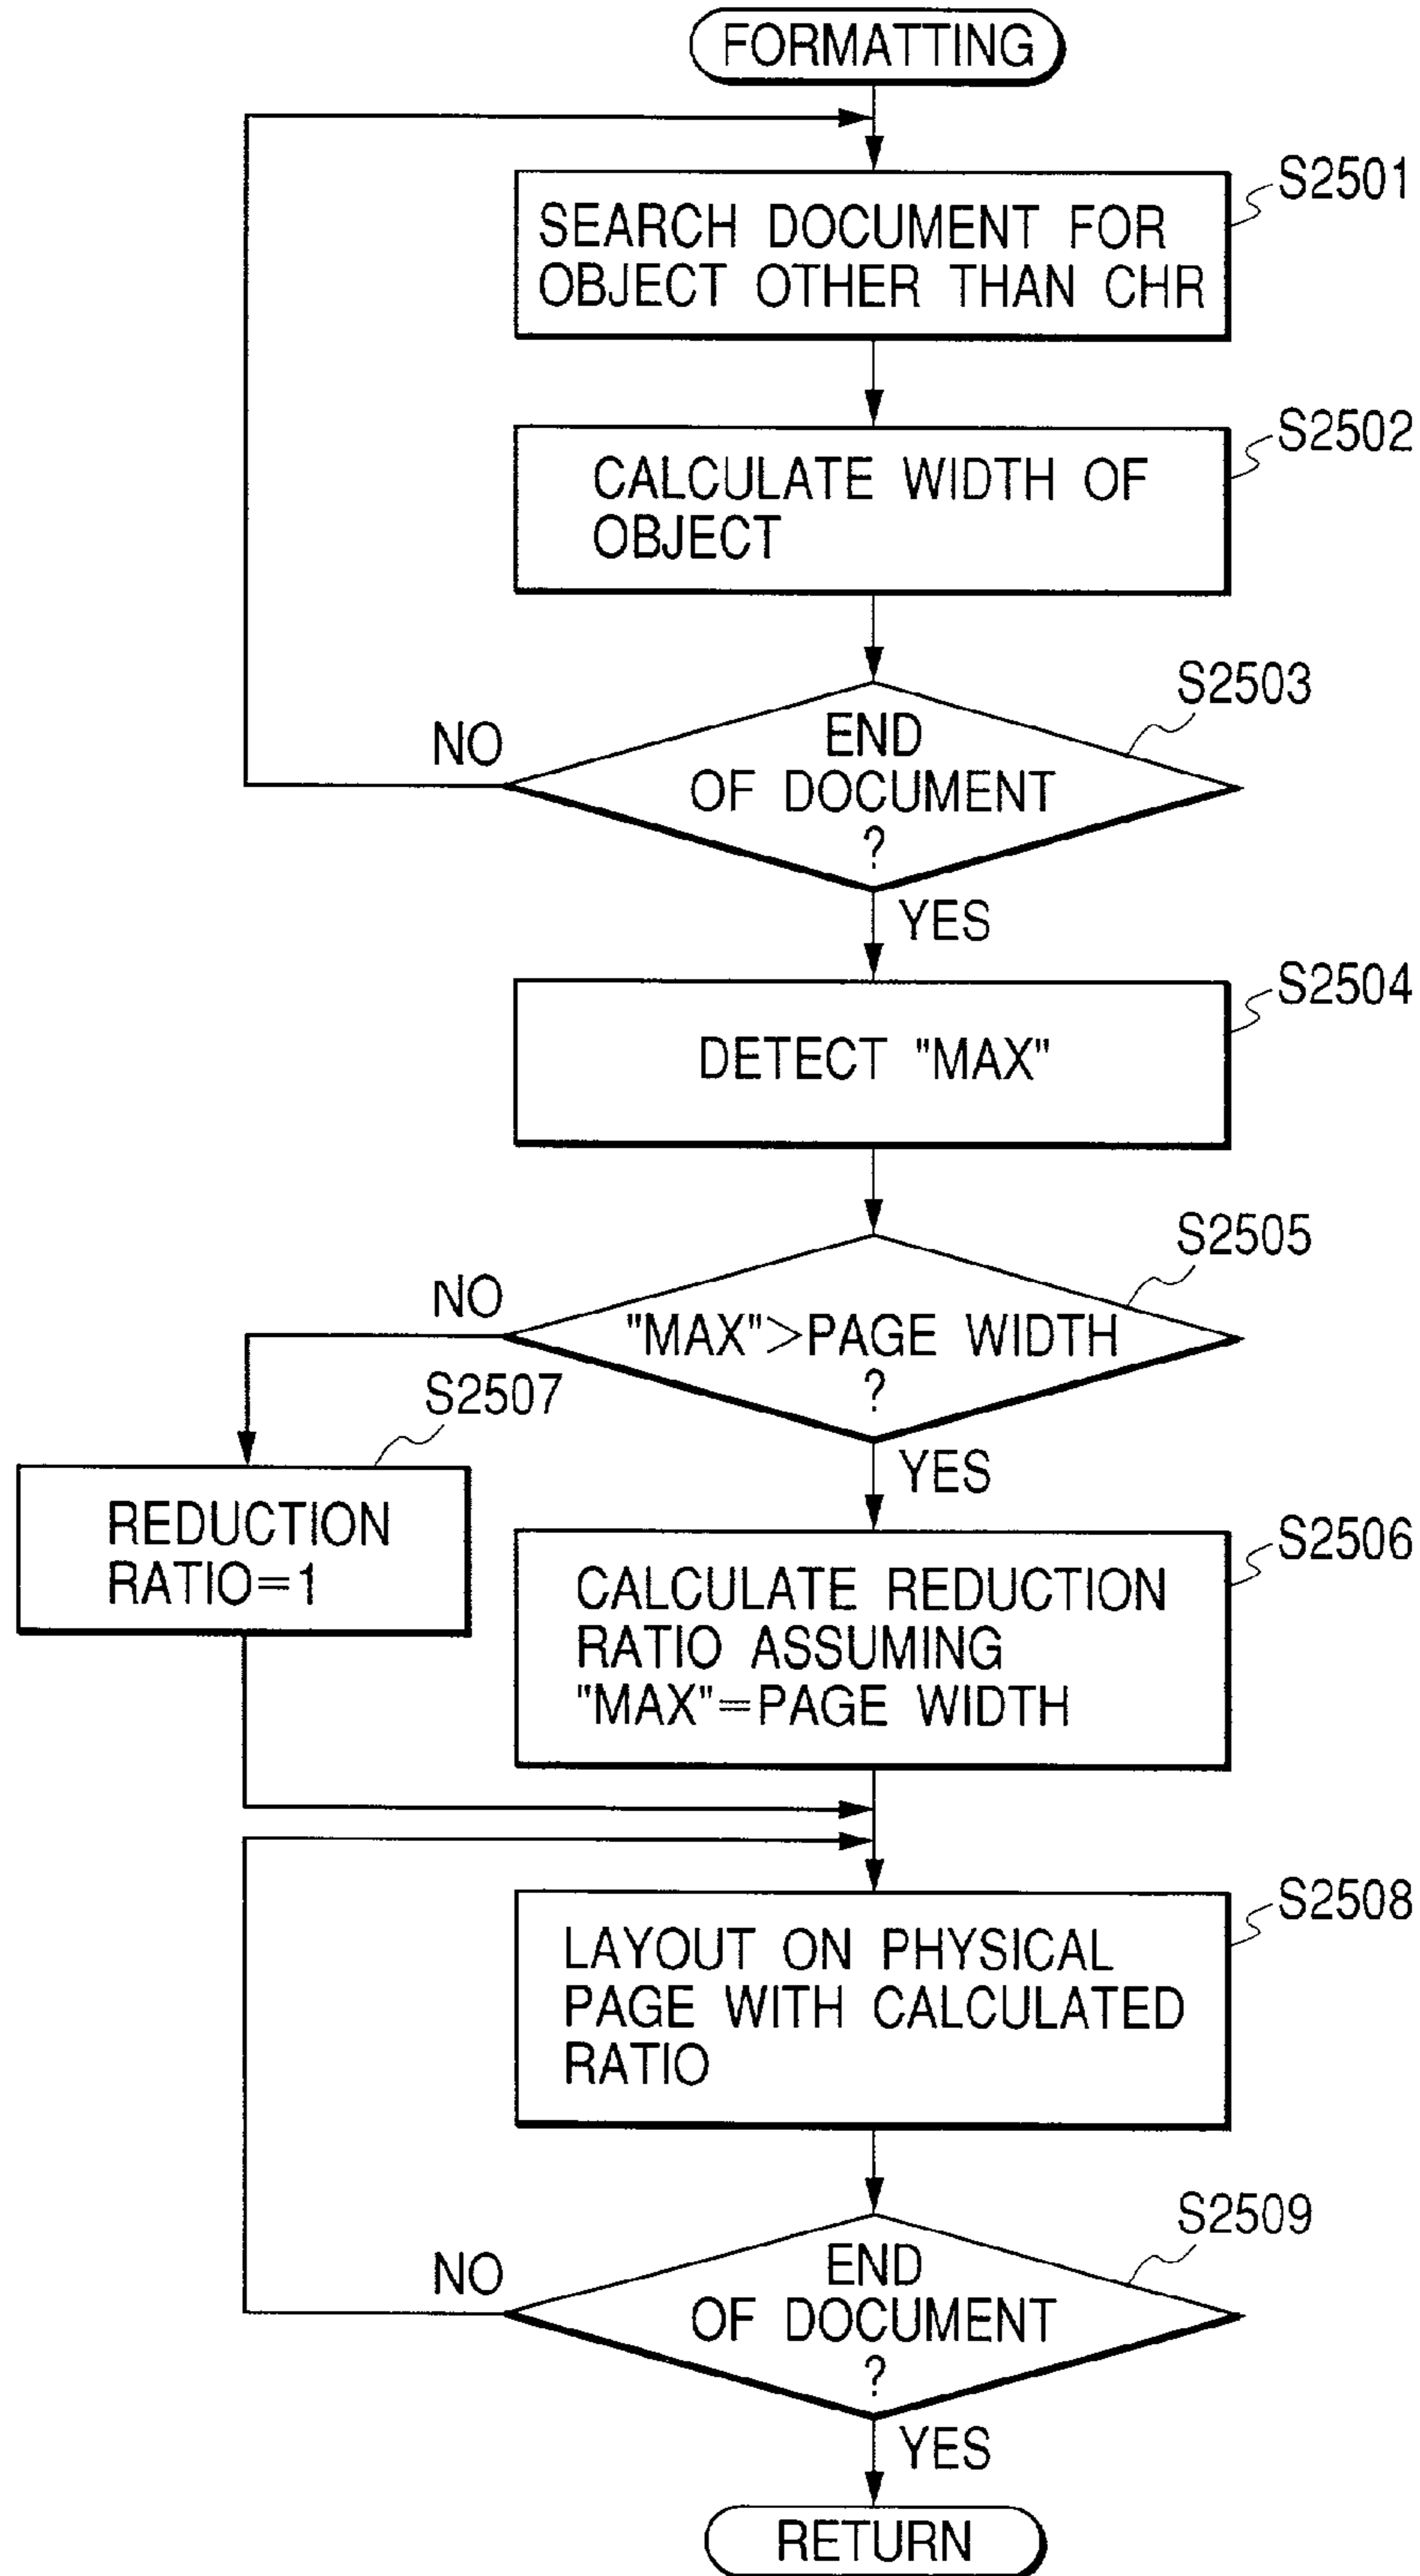 FORMATTING
S2501
SEARCH DOCUMENT FOR
OBJECT OTHER THAN CHR
S2502
CALCULATE WIDTH OF
OBJECT
S2503
NO
END
OF DOCUMENT
?
YES
S2504
DETECT "MAX"
S2505
NO
"MAX">PAGE WIDTH
?
S2507
YES
REDUCTION
RATIO=1
S2506
CALCULATE REDUCTION
RATIO ASSUMING
"MAX"=PAGE WIDTH
S2508
LAYOUT ON PHYSICAL
PAGE WITH CALCULATED
RATIO
S2509
NO
END
OF DOCUMENT
?
YES
RETURN